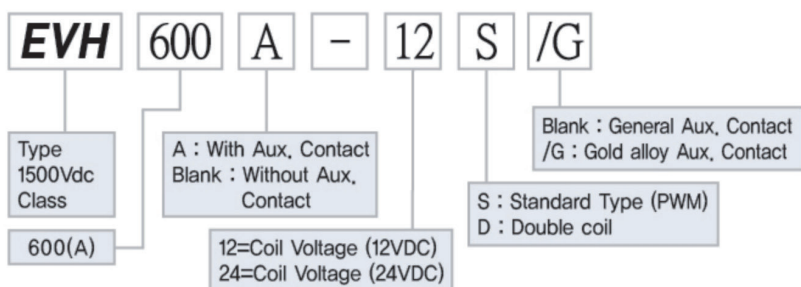 EVH 600 A - 12 S /G
Type
1500Vdc
Class
600(A)
A : With Aux. Contact
Blank : Without Aux.
Contact
12=Coil Voltage (12VDC)
24=Coil Voltage (24VDC)
S : Standard Type (PWM)
D : Double coil
Blank : General Aux. Contact
/G : Gold alloy Aux. Contact